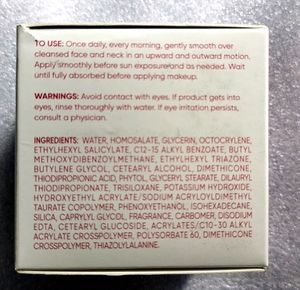 TO USE: Once daily, every morning, gently smooth over
cleansed face and neck in an upward and outward motion.
Apply smoothly before sun exposure and as needed. Wait
until fully absorbed before applying makeup.
WARNINGS: Avoid contact with eyes. If product gets into
eyes, rinse thoroughly with water. If eye irritation persists,
consult a physician.
INGREDIENTS: WATER, HOMOSALATE, GLYCERIN, OCTOCRYLENE,
ETHYLHEXYL SALICYLATE, C12-15 ALKYL BENZOATE, BUTYL
METHOXYDIBENZOYLMETHANE, ETHYLHEXYL TRIAZONE,
BUTYLENE GLYCOL, CETEARYL ALCOHOL, DIMETHICONE,
THIODIPROPIONIC ACID, PHYTOL, GLYCERYL STEARATE, DILAURYL
THIODIPROPIONATE, TRISILOXANE, POTASSIUM HYDROXIDE,
HYDROXYETHYL ACRYLATE/SODIUM ACRYLOYLDIMETHYL
TAURATE COPOLYMER, PHENOXYETHANOL, ISOHEXADECANE,
SILICA, CAPRYLYL GLYCOL, FRAGRANCE, CARBOMER, DISODIUM
EDTA, CETEARYL GLUCOSIDE, ACRYLATES/C10-30 ALKYL
ACRYLATE CROSSPOLYMER, POLYSORBATE 60, DIMETHICONE
CROSSPOLYMER, THIAZOLYLALANINE.